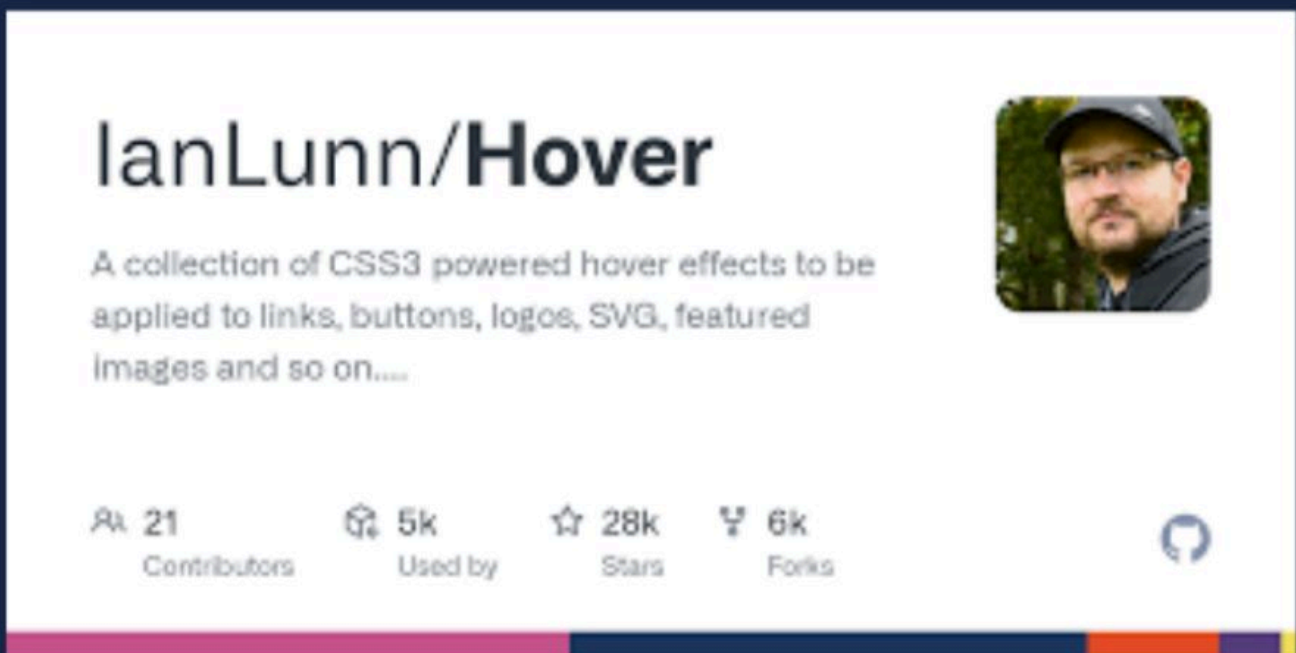 IanLunn/Hover
A collection of CSS3 powered hover effects to be
applied to links, buttons, logos, SVG, featured
images and so on....
21 5k 28k 6k
Contributors Used by Stars Forks